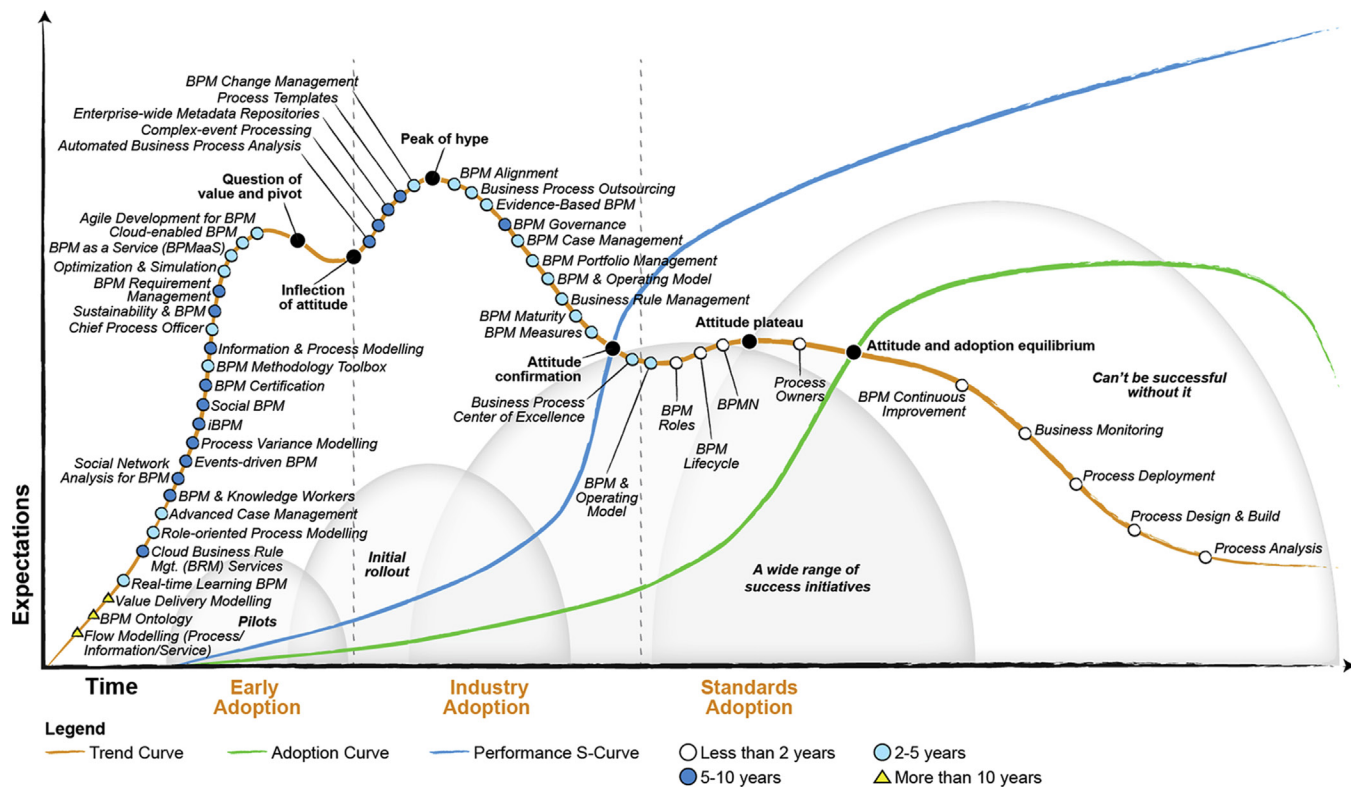 BPM Change Management
Process Templates
Enterprise-wide Metadata Repositories
Complex-event Processing
Automated Business Process Analysis
Peak of hype
Question of
value and pivot
BPM Alignment
Business Process Outsourcing
Evidence-Based BPM
BPM Governance
BPM Case Management
BPM Portfolio Management
BPM & Operating Model
Business Rule Management
BPM Maturity
BPM Measures
Agile Development for BPM
Cloud-enabled BPM
BPM as a Service (BPMaaS)
Optimization & Simulation
BPM Requirement
Management
Sustainability & BPM
Chief Process Officer
Inflection
of attitude
Information & Process Modelling
BPM Methodology Toolbox
BPM Certification
Social BPM
iBPM
Process Variance Modelling
Events-driven BPM
Social Network
Analysis for BPM
BPM & Knowledge Workers
Advanced Case Management
Role-oriented Process Modelling
Cloud Business Rule
Mgt. (BRM) Services
Real-time Learning BPM
Value Delivery Modelling
BPM Ontology
Flow Modelling (Process/
Information/Service)
Attitude
confirmation
Business Process
Center of Excellence
BPM &
Operating
Model
BPM
Roles
BPM
Lifecycle
BPMN
Attitude plateau
Process
Owners
Attitude and adoption equilibrium
BPM Continuous
Improvement
Can't be successful
without it
Business Monitoring
Process Deployment
Process Design & Build
Process Analysis
Pilots
Initial
rollout
A wide range of
success initiatives
Expectations
Time
Early
Adoption
Industry
Adoption
Standards
Adoption
Legend
Trend Curve
Adoption Curve
Performance S-Curve
Less than 2 years
2-5 years
5-10 years
More than 10 years